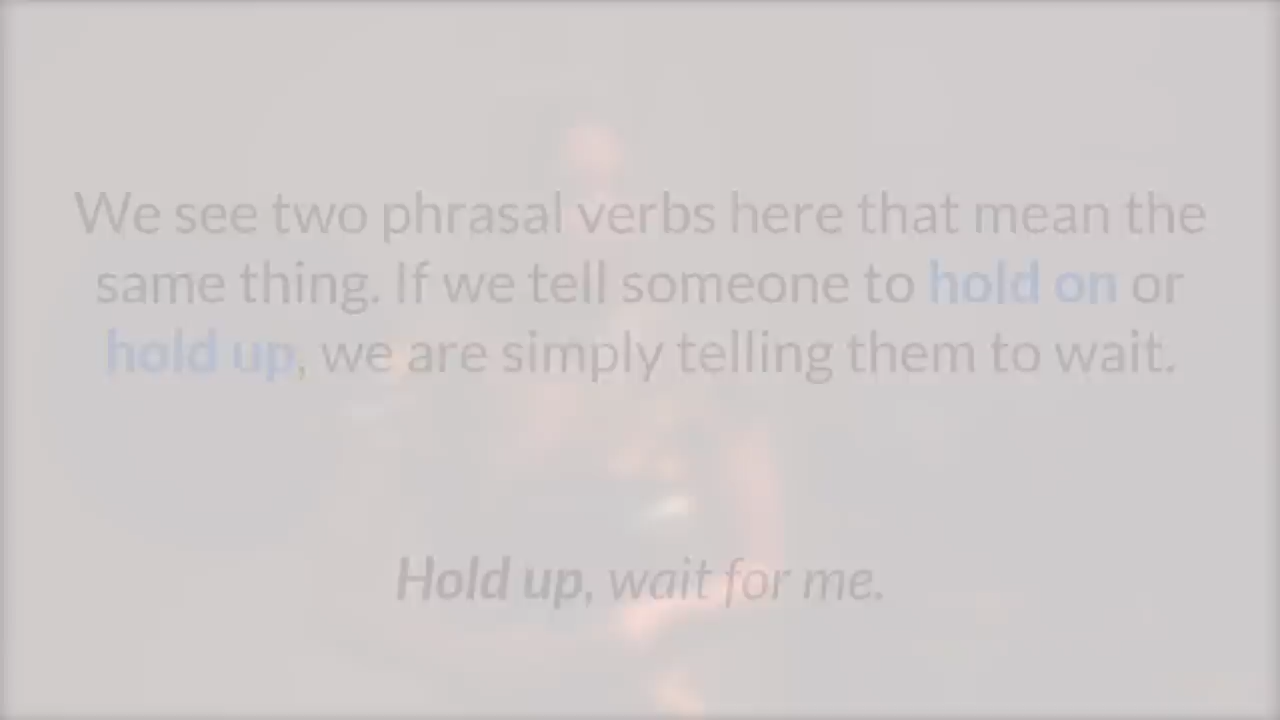 We see two phrasal verbs here that mean the
same thing. If we tell someone to hold on or
hold up, we are simply telling them to wait.
Hold up, wait for me.